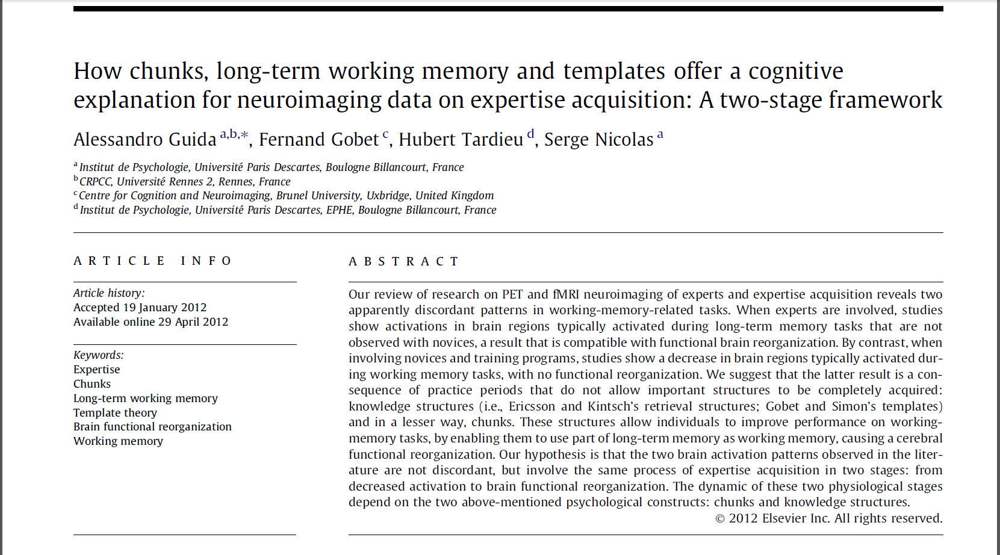 How chunks, long-term working memory and templates offer a cognitive
explanation for neuroimaging data on expertise acquisition: A two-stage framework
Alessandro Guida a,b,*, Fernand Gobet c, Hubert Tardieu d, Serge Nicolas a
a Institut de Psychologie, Université Paris Descartes, Boulogne Billancourt, France
b CRPCC, Université Rennes 2, Rennes, France
c Centre for Cognition and Neuroimaging, Brunel University, Uxbridge, United Kingdom
d Institut de Psychologie, Université Paris Descartes, EPHE, Boulogne Billancourt, France
ARTICLE INFO
Article history:
Accepted 19 January 2012
Available online 29 April 2012
Keywords:
Expertise
Chunks
Long-term working memory
Template theory
Brain functional reorganization
Working memory
ABSTRACT
Our review of research on PET and fMRI neuroimaging of experts and expertise acquisition reveals two
apparently discordant patterns in working-memory-related tasks. When experts are involved, studies
show activations in brain regions typically activated during long-term memory tasks that are not
observed with novices, a result that is compatible with functional brain reorganization. By contrast, when
involving novices and training programs, studies show a decrease in brain regions typically activated dur-
ing working memory tasks, with no functional reorganization. We suggest that the latter result is a con-
sequence of practice periods that do not allow important structures to be completely acquired:
knowledge structures (i.e., Ericsson and Kintsch's retrieval structures; Gobet and Simon's templates)
and in a lesser way, chunks. These structures allow individuals to improve performance on working-
memory tasks, by enabling them to use part of long-term memory as working memory, causing a cerebral
functional reorganization. Our hypothesis is that the two brain activation patterns observed in the liter-
ature are not discordant, but involve the same process of expertise acquisition in two stages: from
decreased activation to brain functional reorganization. The dynamic of these two physiological stages
depend on the two above-mentioned psychological constructs: chunks and knowledge structures.
© 2012 Elsevier Inc. All rights reserved.